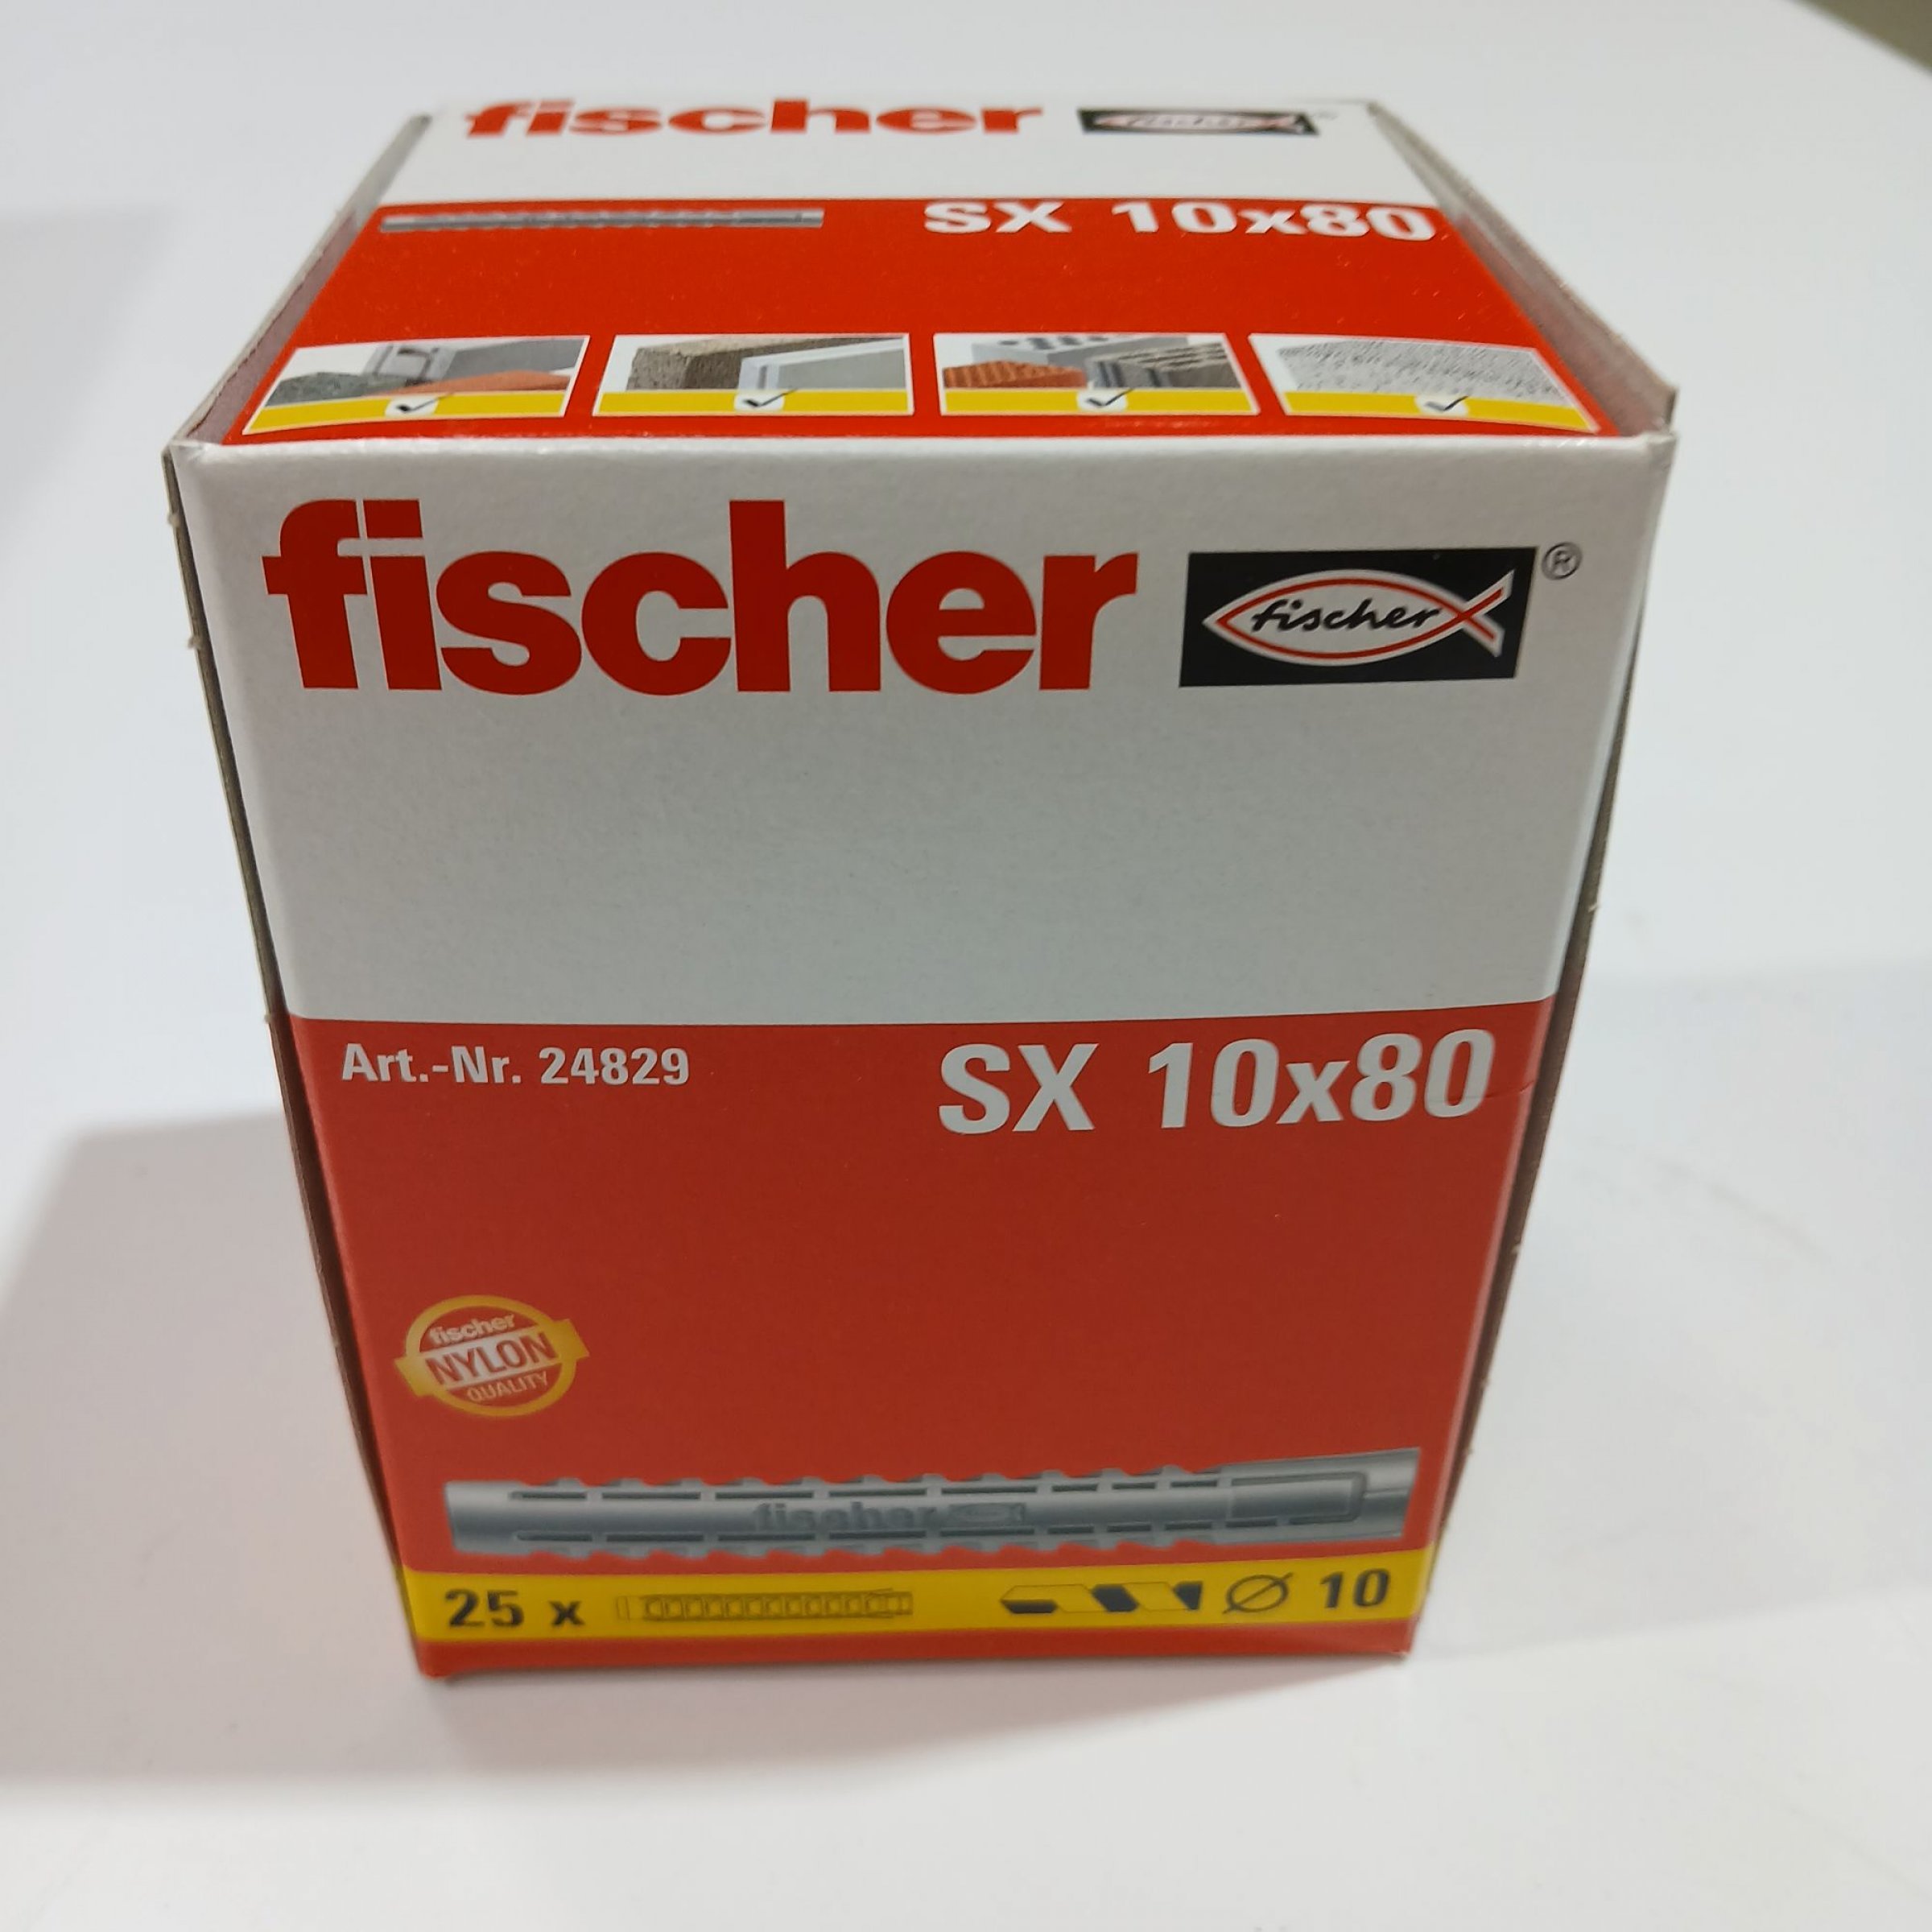 fischer
SX 10x80
fischer fischer ®
Art.-Nr. 24829 SX 10x80
fischer
NYLON
QUALITY
fischer
25 x Ø 10